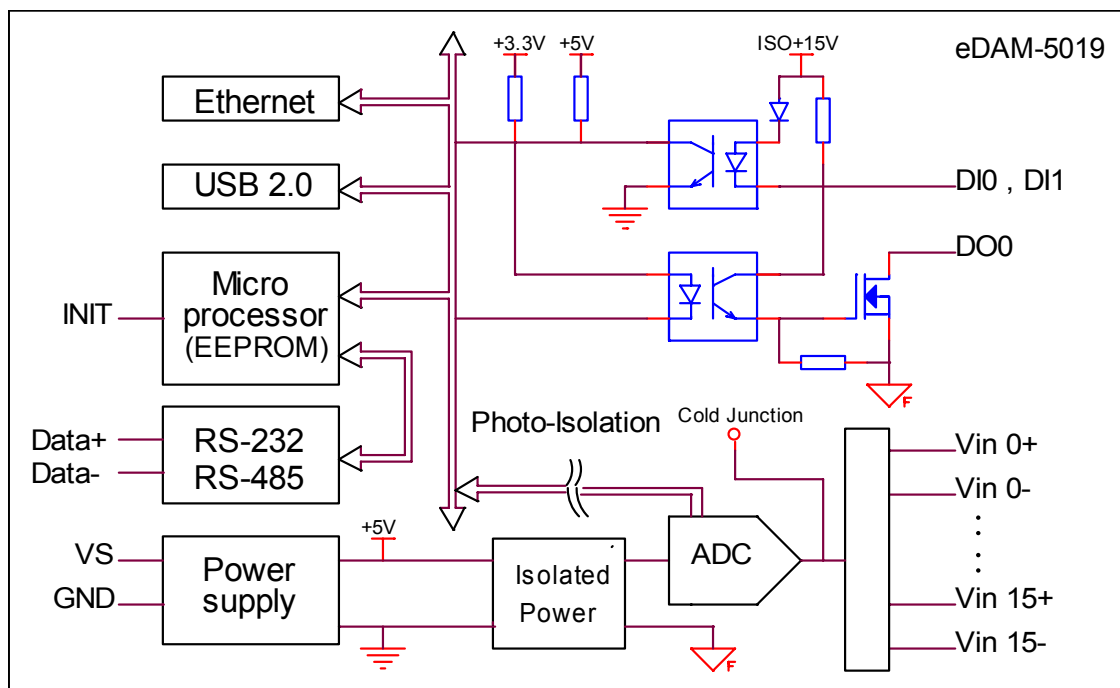 eDAM-5019
+3.3V
+5V
ISO+15V
Ethernet
USB 2.0
DI0 , DI1
DO0
INIT
Micro
processor
(EEPROM)
F
Photo-Isolation
Cold Junction
Data+
Data-
RS-232
RS-485
Vin 0+
Vin 0-
VS
GND
Power
supply
+5V
Isolated
Power
ADC
F
Vin 15+
Vin 15-